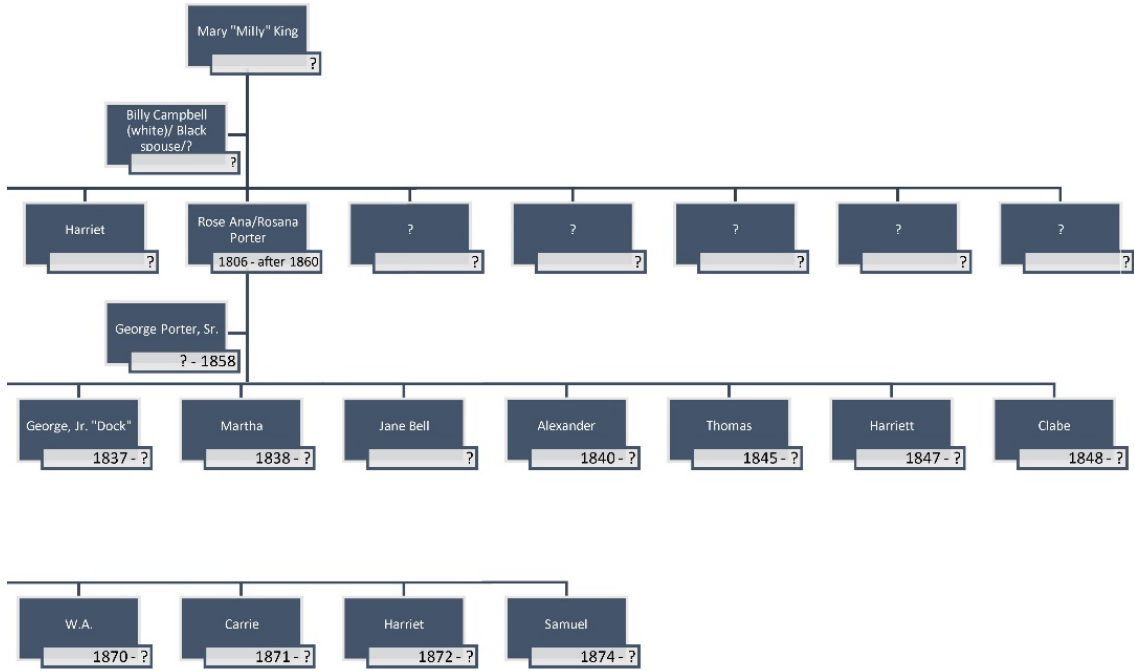 Mary "Milly" King
?
Billy Campbell
(white)/ Black
spouse/?
?
Harriet
?
Rose Ana/Rosana
Porter
1806 - after 1860
?
?
?
?
?
?
?
?
?
?
George Porter, Sr.
? - 1858
George, Jr. "Dock"
1837 - ?
Martha
1838 - ?
Jane Bell
?
Alexander
1840 - ?
Thomas
1845 - ?
Harriett
1847 - ?
Clabe
1848 - ?
W.A.
1870 - ?
Carrie
1871 - ?
Harriet
1872 - ?
Samuel
1874 - ?